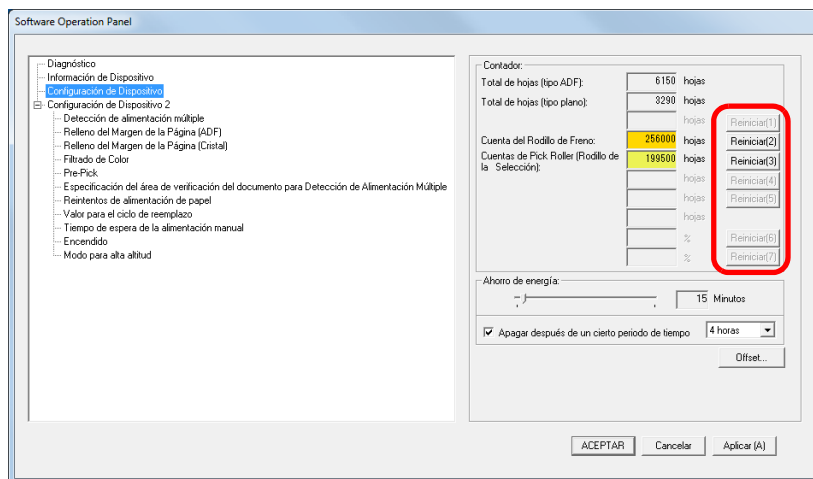 Software Operation Panel
Diagnóstico
Información de Dispositivo
Configuración de Dispositivo
Configuración de Dispositivo 2
Detección de alimentación múltiple
Relleno del Margen de la Página (ADF)
Relleno del Margen de la Página (Cristal)
Filtrado de Color
Pre-Pick
Especificación del área de verificación del documento para Detección de Alimentación Múltiple
Reintentos de alimentación de papel
Valor para el ciclo de reemplazo
Tiempo de espera de la alimentación manual
Encendido
Modo para alta altitud
Contador:
Total de hojas (tipo ADF): 6150 hojas
Total de hojas (tipo plano): 3290 hojas
hojas Reiniciar(1)
Cuenta del Rodillo de Freno: 256000 hojas Reiniciar(2)
Cuentas de Pick Roller (Rodillo de 199500 hojas Reiniciar(3)
la Selección):
hojas Reiniciar(4)
hojas Reiniciar(5)
hojas
% Reiniciar(6)
% Reiniciar(7)
Ahorro de energía:
15 Minutos
Apagar después de un cierto periodo de tiempo 4 horas
Offset...
ACEPTAR Cancelar Aplicar (A)